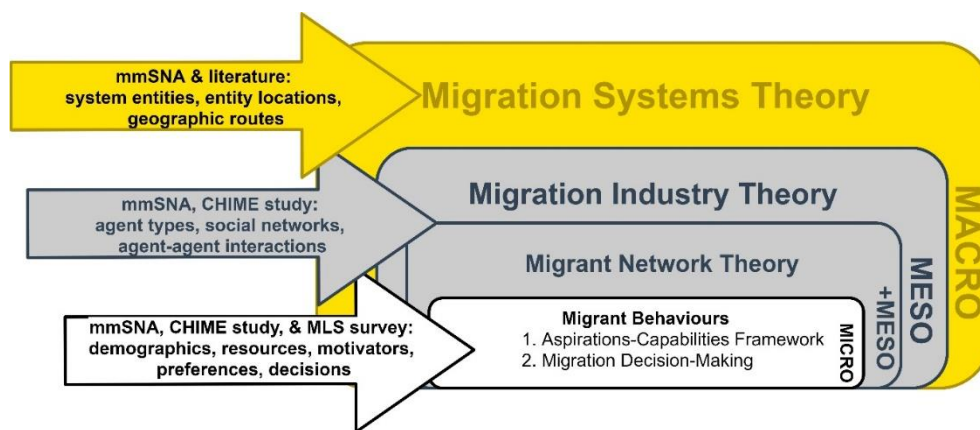 mmSNA & literature:
system entities, entity locations,
geographic routes
Migration Systems Theory
mmSNA, CHIME study:
agent types, social networks,
agent-agent interactions
Migration Industry Theory
Migrant Network Theory
mmSNA, CHIME study, & MLS survey:
demographics, resources, motivators,
preferences, decisions
Migrant Behaviours
1. Aspirations-Capabilities Framework
2. Migration Decision-Making
MICRO
+MESO
MESO
MACRO